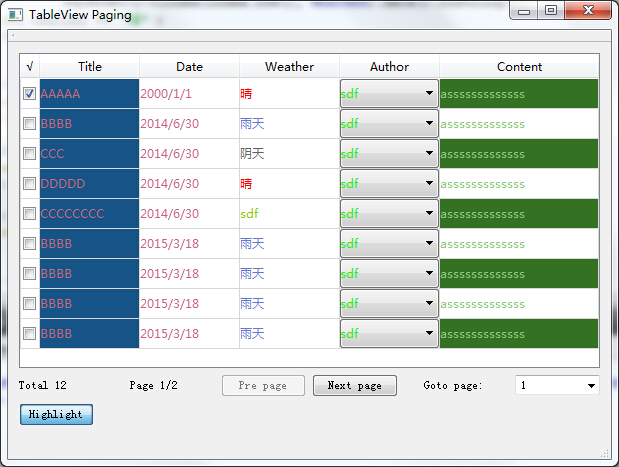 TableView Paging
√ Title Date Weather Author Content
AAAAA 2000/1/1 晴 sdf asssssssssssss
BBBB 2014/6/30 雨天 sdf asssssssssssss
CCC 2014/6/30 阴天 sdf asssssssssssss
DDDDD 2014/6/30 晴 sdf asssssssssssss
CCCCCCCC 2014/6/30 sdf sdf asssssssssssss
BBBB 2015/3/18 雨天 sdf asssssssssssss
BBBB 2015/3/18 雨天 sdf asssssssssssss
BBBB 2015/3/18 雨天 sdf asssssssssssss
BBBB 2015/3/18 雨天 sdf asssssssssssss
Total 12 Page 1/2 Pre page Next page Goto page: 1
Highlight